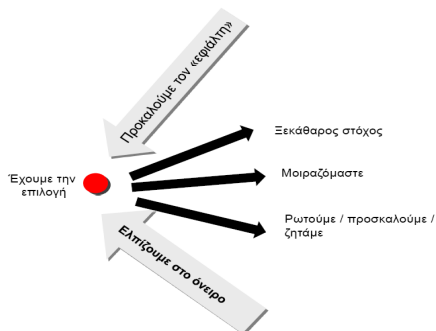 Προκαλούμε τον «εφιάλτη»
Ξεκάθαρος στόχος
Έχουμε την
επιλογή
Μοιραζόμαστε
Ρωτούμε / προσκαλούμε /
ζητάμε
Ελπίζουμε στο όνειρο